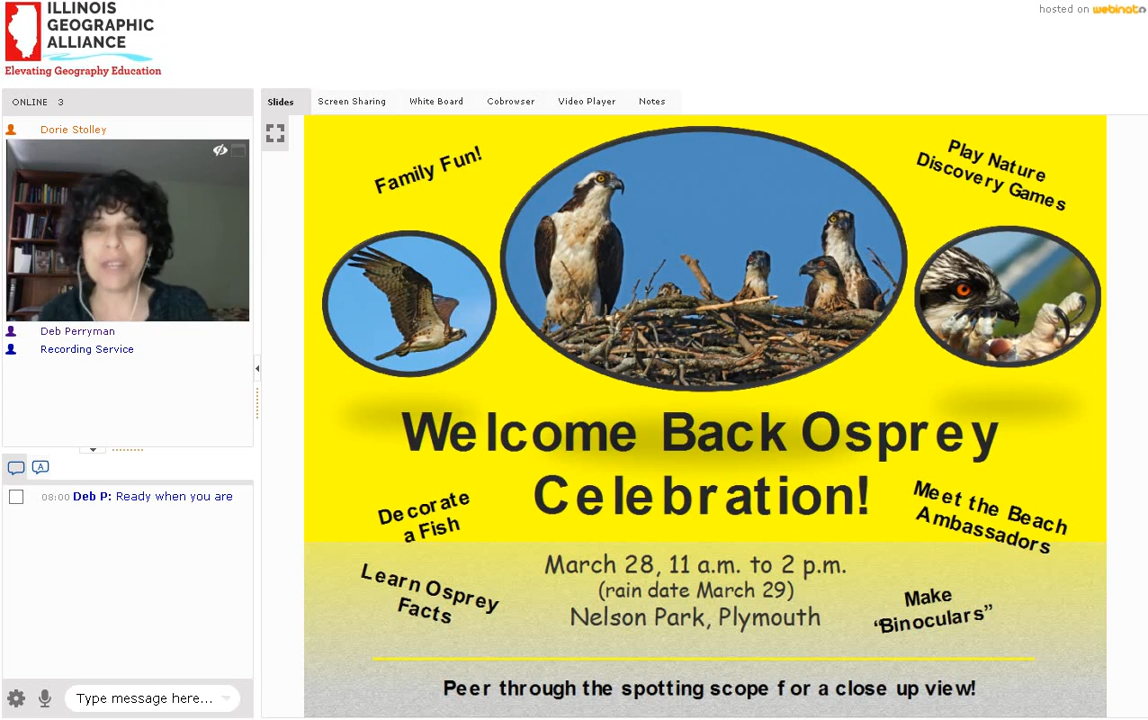 ILLINOIS
GEOGRAPHIC
ALLIANCE
Elevating Geography Education
hosted on webinato
ONLINE 3
Dorie Stolley
Deb Perryman
Recording Service
08:00 Deb P: Ready when you are
Type message here...
Slides
Screen Sharing
White Board
Cobrowser
Video Player
Notes
Family Fun!
Play Nature
Discovery Games
Welcome Back Osprey
Celebration!
Decorate
a Fish
Meet the Beach
Ambassadors
March 28, 11 a.m. to 2 p.m.
(rain date March 29)
Nelson Park, Plymouth
Learn Osprey
Facts
Make
“Binoculars”
Peer through the spotting scope for a close up view!